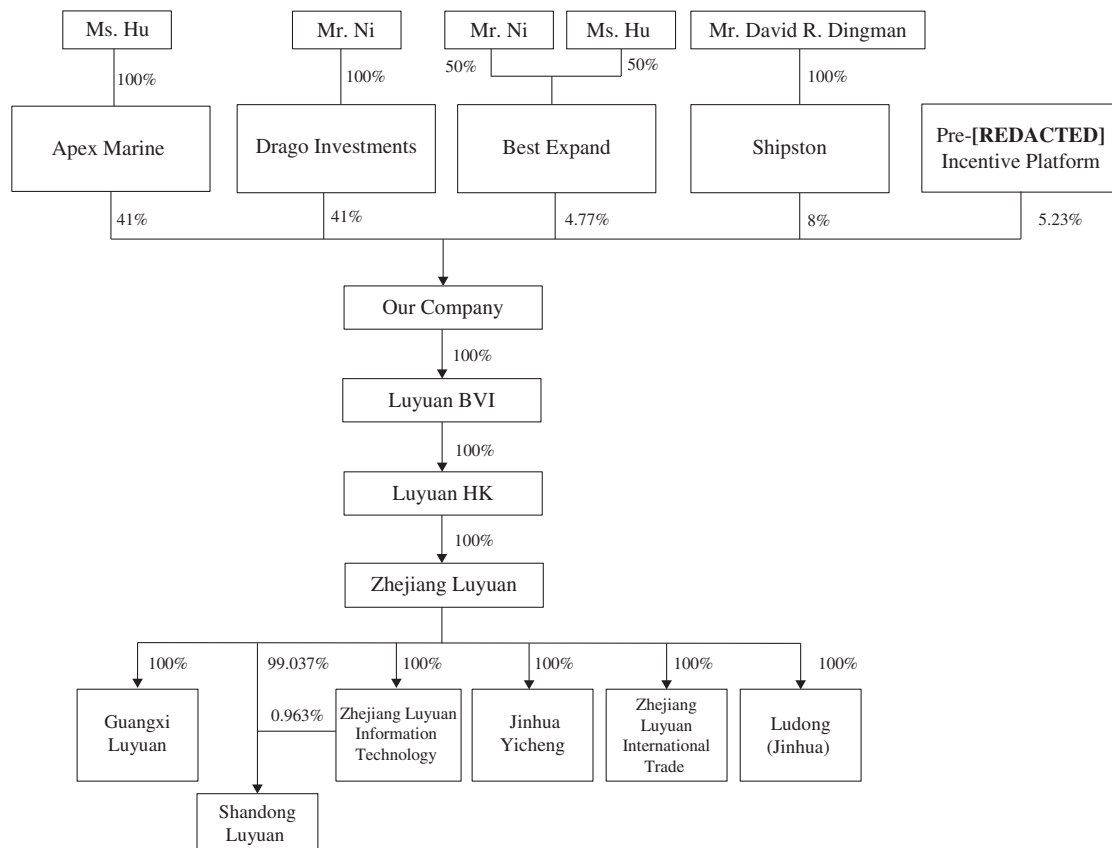 Ms. Hu
Mr. Ni
Mr. Ni
Ms. Hu
Mr. David R. Dingman
100%
100%
50%
50%
100%
Apex Marine
Drago Investments
Best Expand
Shipston
Pre-[REDACTED]
Incentive Platform
41%
41%
4.77%
8%
5.23%
Our Company
100%
Luyuan BVI
100%
Luyuan HK
100%
Zhejiang Luyuan
100%
99.037%
100%
100%
100%
100%
Guangxi
Luyuan
0.963%
Zhejiang Luyuan
Information
Technology
Jinhua
Yicheng
Zhejiang
Luyuan
International
Trade
Ludong
(Jinhua)
Shandong
Luyuan